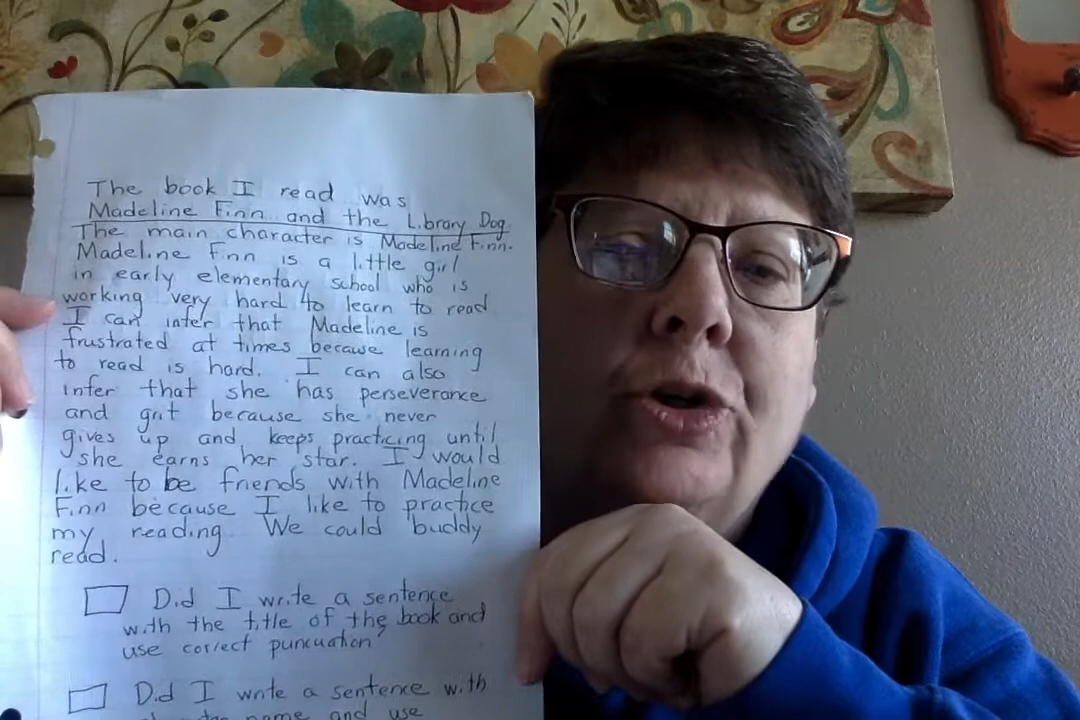 The book I read was
Madeline Finn and the Library Dog.
The main character is Madeline Finn.
Madeline Finn is a little girl
in early elementary school who is
working very hard to learn to read
I can infer that Madeline is
frustrated at times because learning
to read is hard. I can also
infer that she has perseverance
and grit because she never
gives up and keeps practicing until
she earns her star. I would
like to be friends with Madeline
Finn because I like to practice
my reading. We could buddy
read.
Did I write a sentence
with the title of the book and
use correct puncuation?
Did I write a sentence with
name and use